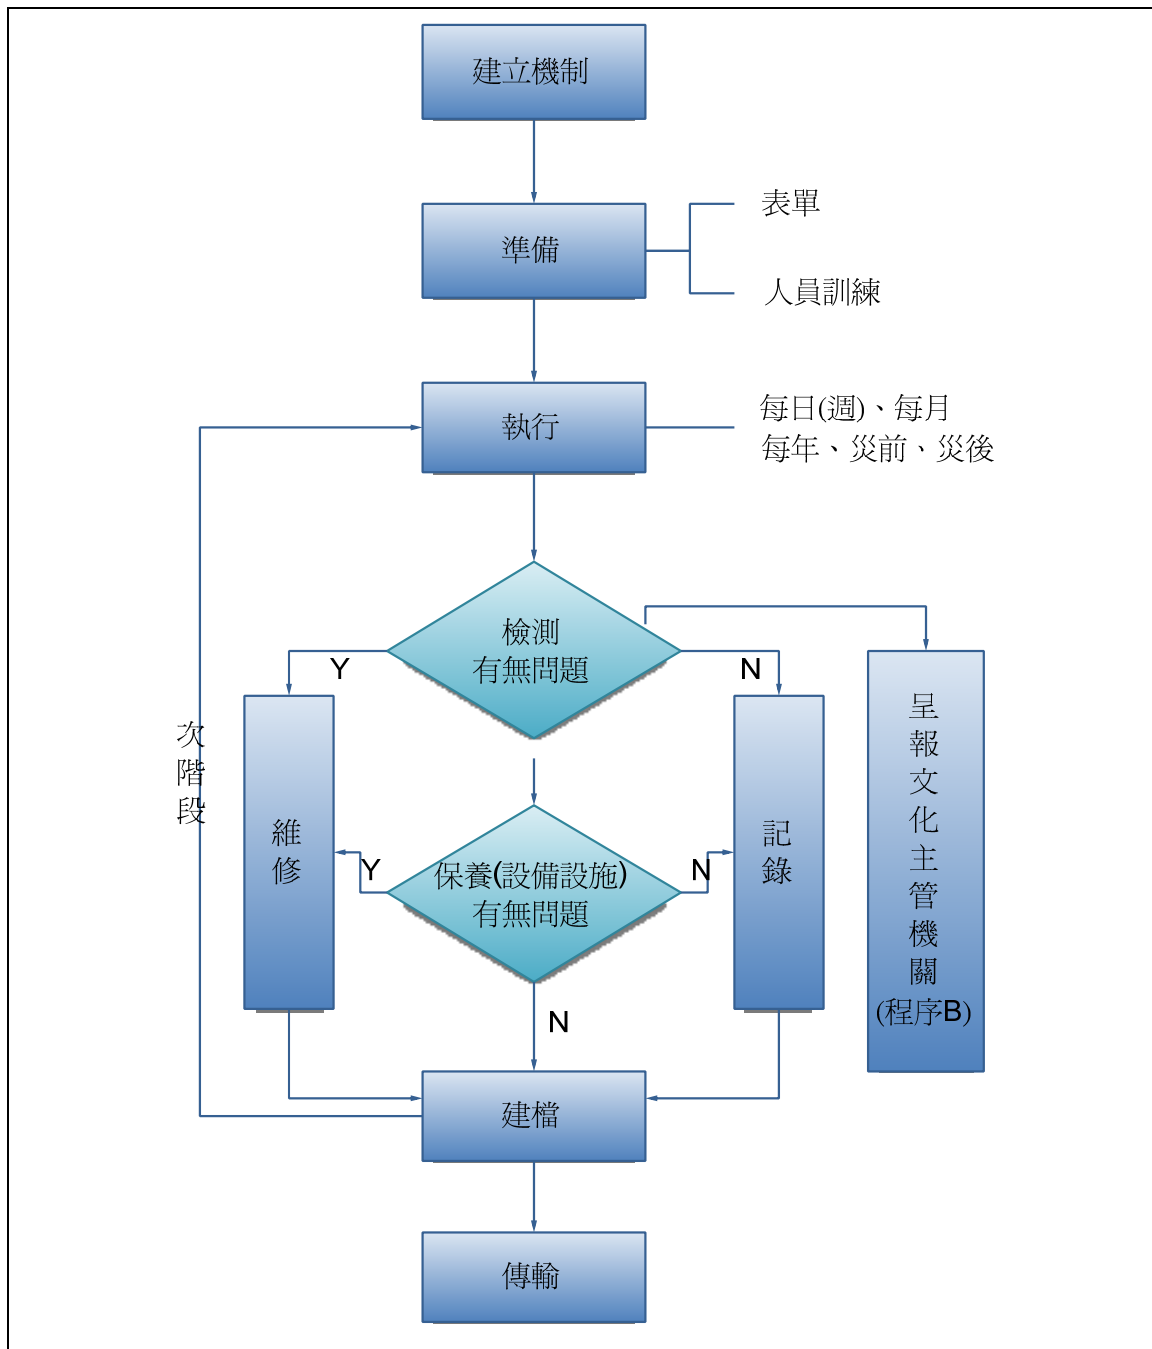 建立機制
準備
表單
人員訓練
執行
每日(週)、每月
每年、災前、災後
檢測
有無問題
Y
N
次
階
段
維
修
記
錄
呈
報
文
化
主
管
機
關
(程序B)
Y
保養(設備設施)
有無問題
N
N
建檔
傳輸